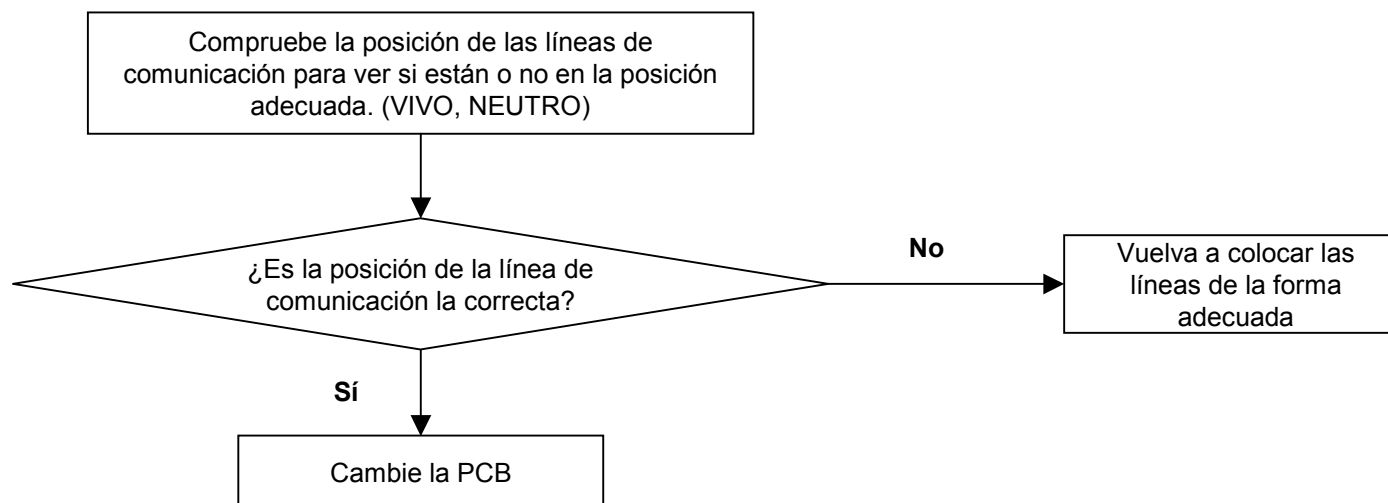 Compruebe la posición de las líneas de
comunicación para ver si están o no en la posición
adecuada. (VIVO, NEUTRO)
¿Es la posición de la línea de
comunicación la correcta?
No
Vuelva a colocar las
líneas de la forma
adecuada
Sí
Cambie la PCB